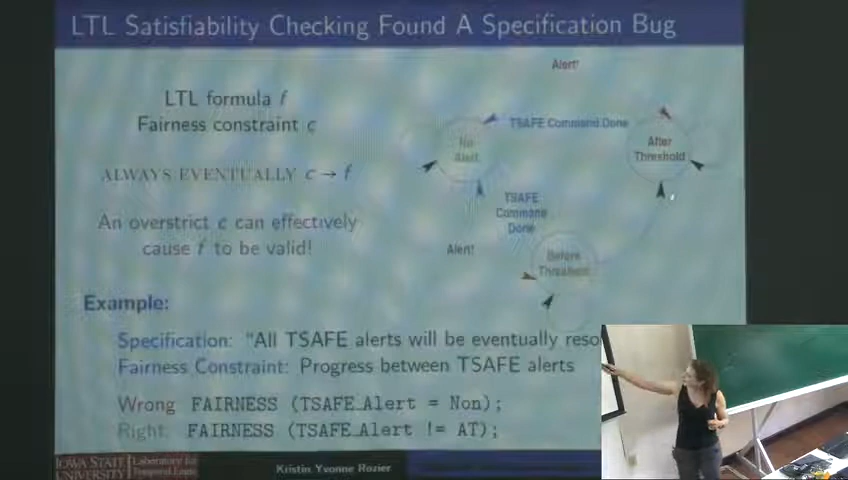 LTL Satisfiability Checking Found A Specification Bug
LTL formula f
Fairness constraint c
ALWAYS EVENTUALLY c → f
An overstrict c can effectively
cause f to be valid!
Alert!
No
Alert
TSAFE Command Done
After
Threshold
TSAFE
Command
Done
Alert!
Before
Threshold
Example:
Specification: "All TSAFE alerts will be eventually reso
Fairness Constraint: Progress between TSAFE alerts
Wrong FAIRNESS (TSAFE_Alert = Non);
Right: FAIRNESS (TSAFE_Alert != AT);
IOWA STATE
UNIVERSITY
Laboratory for
Temporal Logic
Kristin Yvonne Rozier